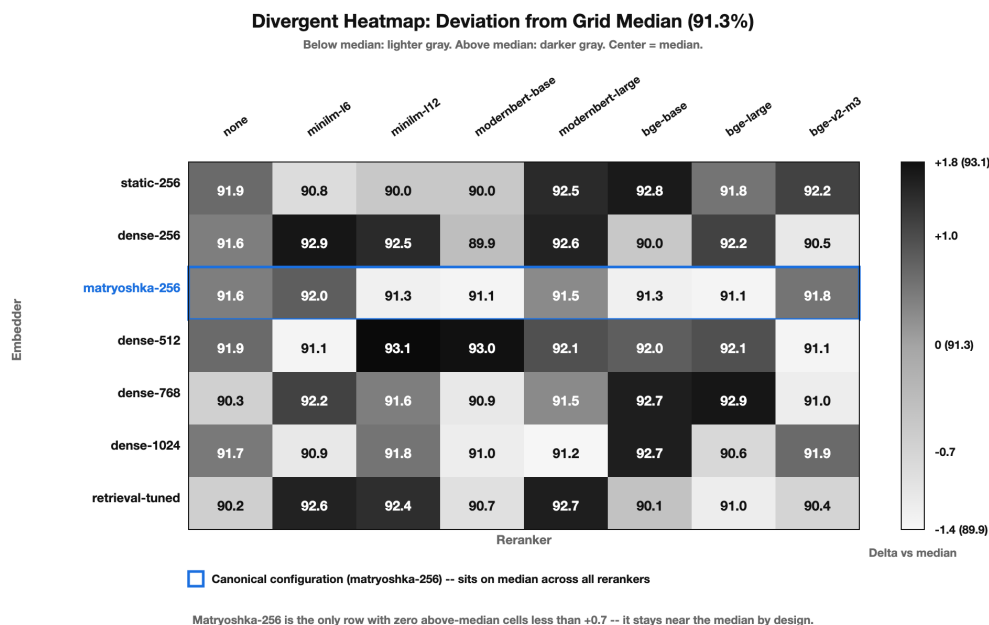 Divergent Heatmap: Deviation from Grid Median (91.3%)
Below median: lighter gray. Above median: darker gray. Center = median.
none minilm-l6 minilm-l12 modernbert-base modernbert-large bge-base bge-large bge-v2-m3
static-256 91.9 90.8 90.0 90.0 92.5 92.8 91.8 92.2
dense-256 91.6 92.9 92.5 89.9 92.6 90.0 92.2 90.5
matryoshka-256 91.6 92.0 91.3 91.1 91.5 91.3 91.1 91.8
dense-512 91.9 91.1 93.1 93.0 92.1 92.0 92.1 91.1
dense-768 90.3 92.2 91.6 90.9 91.5 92.7 92.9 91.0
dense-1024 91.7 90.9 91.8 91.0 91.2 92.7 90.6 91.9
retrieval-tuned 90.2 92.6 92.4 90.7 92.7 90.1 91.0 90.4
Embedder
Reranker
+1.8 (93.1)
+1.0
0 (91.3)
-0.7
-1.4 (89.9)
Delta vs median
Canonical configuration (matryoshka-256) -- sits on median across all rerankers
Matryoshka-256 is the only row with zero above-median cells less than +0.7 -- it stays near the median by design.